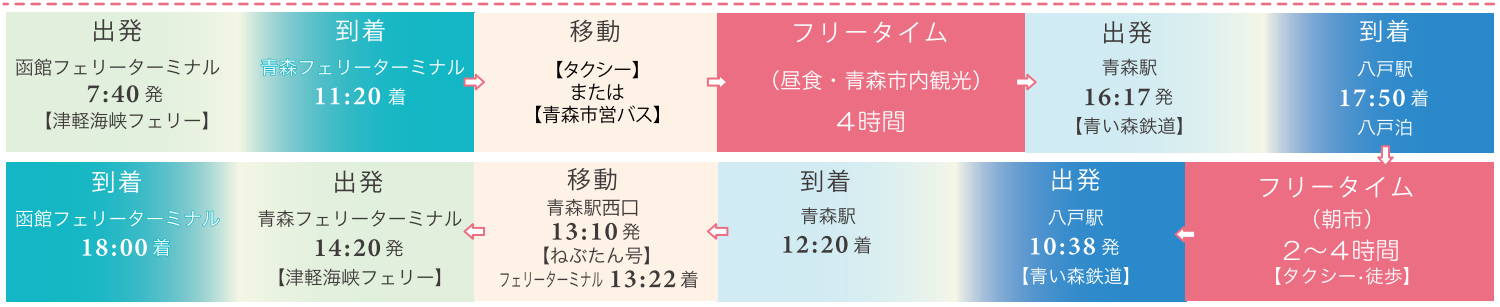 出発
函館フェリーターミナル
7:40 発
【津軽海峡フェリー】
到着
青森フェリーターミナル
11:20 着
移動
【タクシー】
または
【青森市営バス】
フリータイム
（昼食・青森市内観光）
4時間
出発
青森駅
16:17 発
【青い森鉄道】
到着
八戸駅
17:50 着
八戸泊
フリータイム
（朝市）
2～4時間
【タクシー・徒歩】
出発
八戸駅
10:38 発
【青い森鉄道】
到着
青森駅
12:20 着
移動
青森駅西口
13:10 発
【ねぶたん号】
フェリーターミナル 13:22 着
出発
青森フェリーターミナル
14:20 発
【津軽海峡フェリー】
到着
函館フェリーターミナル
18:00 着